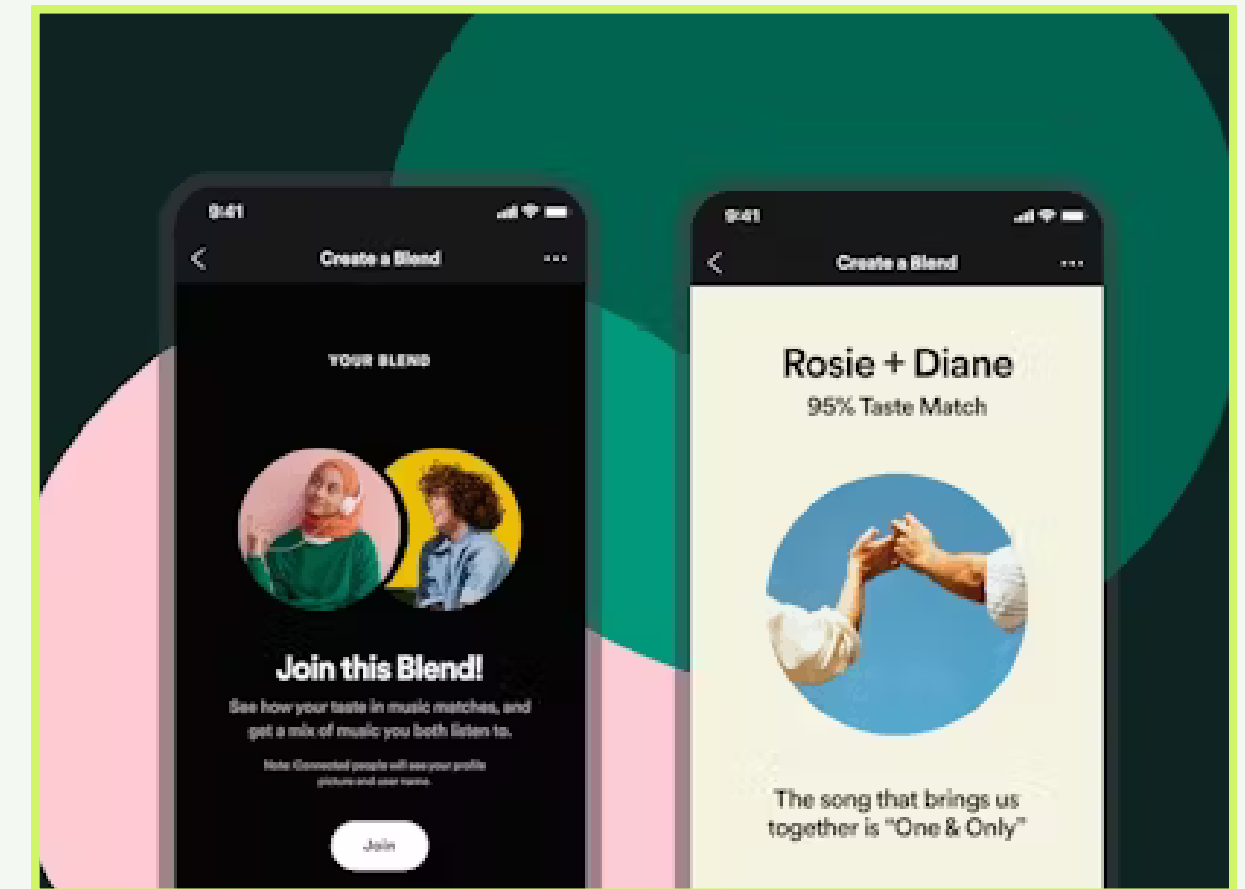 9:41
Create a Blend
YOUR BLEND
Join this Blend!
See how your taste in music matches, and
get a mix of music you both listen to.
Note: Connected people will see your profile
picture and user name.
Join
9:41
Create a Blend
Rosie + Diane
95% Taste Match
The song that brings us
together is “One & Only”